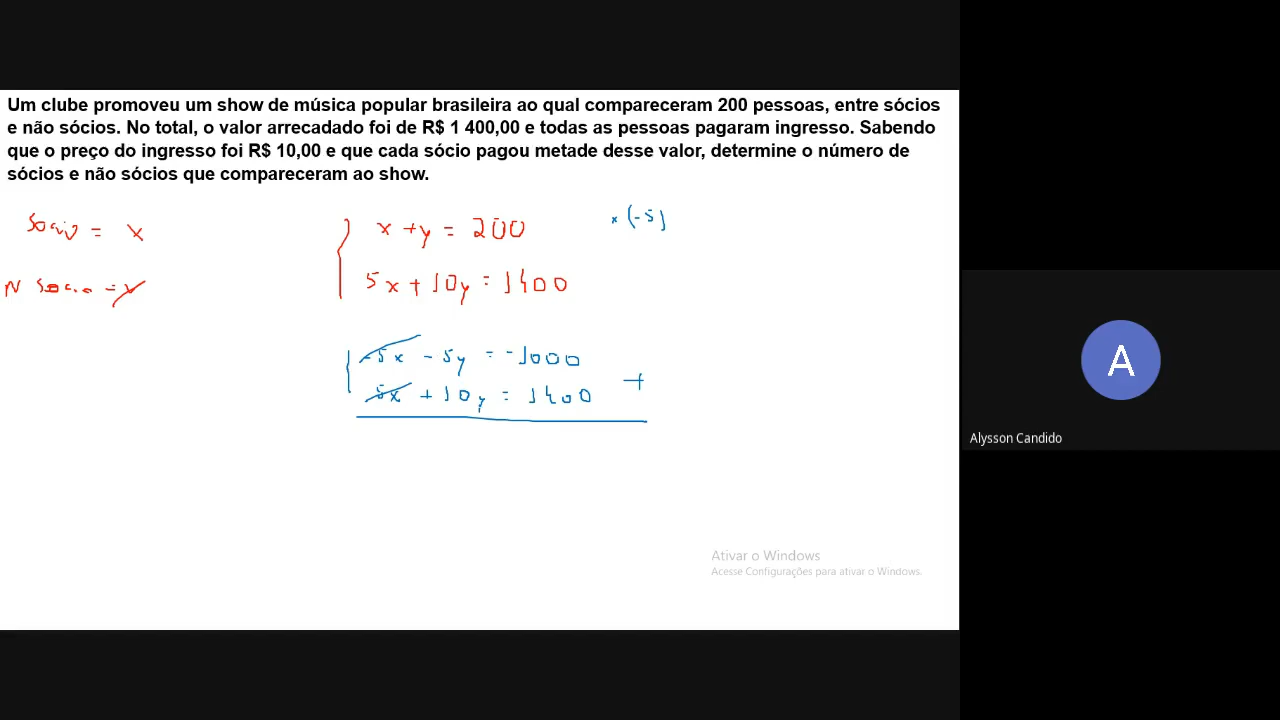 Um clube promoveu um show de música popular brasileira ao qual compareceram 200 pessoas, entre sócios
e não sócios. No total, o valor arrecadado foi de R$ 1 400,00 e todas as pessoas pagaram ingresso. Sabendo
que o preço do ingresso foi R$ 10,00 e que cada sócio pagou metade desse valor, determine o número de
sócios e não sócios que compareceram ao show.
Socio = x
x + y = 200
x (-5)
N Socio = y
5x + 10y = 1400
-5x - 5y = -1000
5x + 10y = 1400
+
A
Alysson Candido
Ativar o Windows
Acesse Configurações para ativar o Windows.